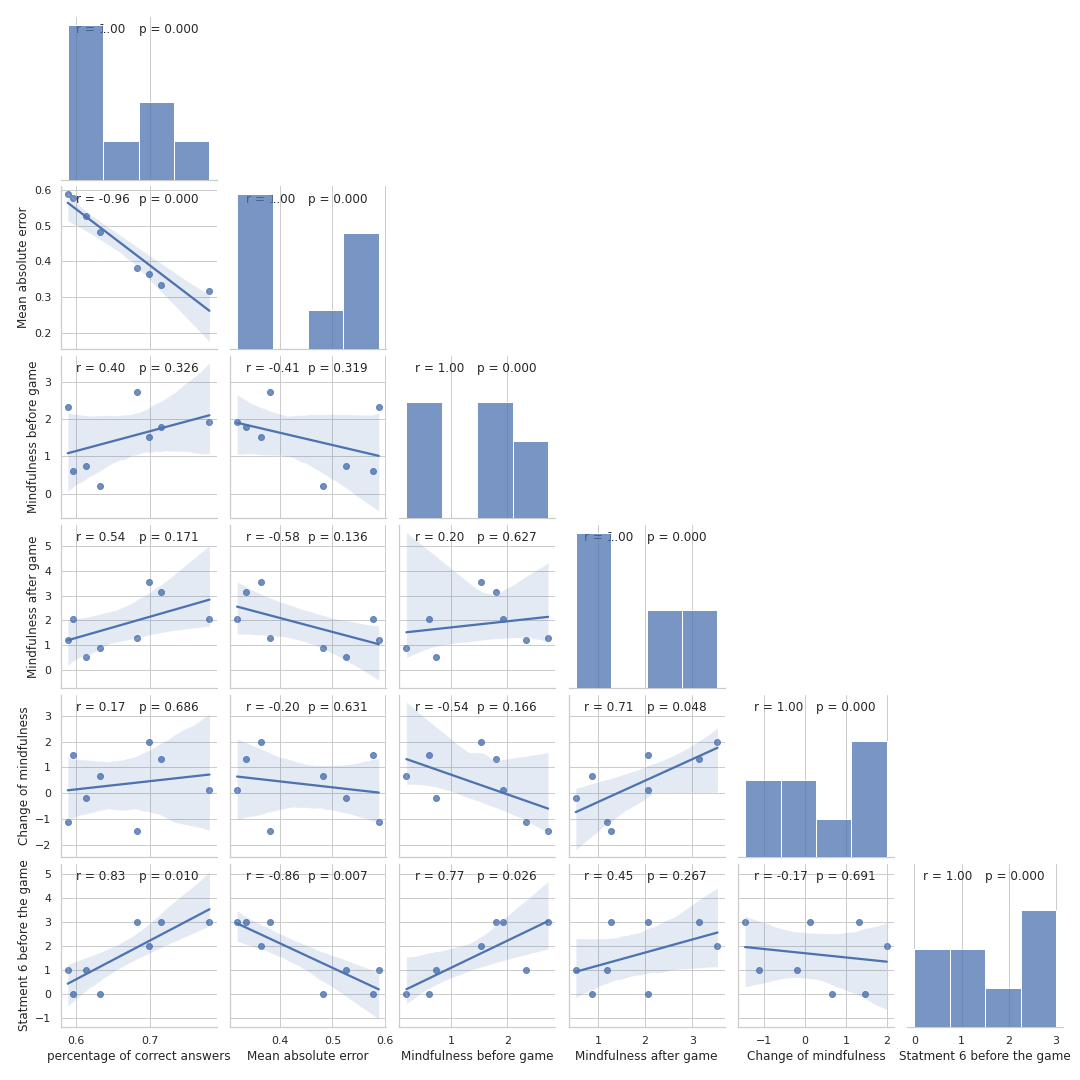 r = 1.00 p = 0.000
0.6
0.5
0.4
0.3
0.2
Mean absolute error
r = -0.96 p = 0.000
r = 1.00 p = 0.000
3
2
1
0
Mindfulness before game
r = 0.40 p = 0.326
r = -0.41 p = 0.319
r = 1.00 p = 0.000
5
4
3
2
1
0
Mindfulness after game
r = 0.54 p = 0.171
r = -0.58 p = 0.136
r = 0.20 p = 0.627
r = 1.00 p = 0.000
3
2
1
0
−1
−2
Change of mindfulness
r = 0.17 p = 0.686
r = -0.20 p = 0.631
r = -0.54 p = 0.166
r = 0.71 p = 0.048
r = 1.00 p = 0.000
5
4
3
2
1
0
−1
Statment 6 before the game
r = 0.83 p = 0.010
r = -0.86 p = 0.007
r = 0.77 p = 0.026
r = 0.45 p = 0.267
r = -0.17 p = 0.691
r = 1.00 p = 0.000
0.6 0.7
percentage of correct answers
0.4 0.5 0.6
Mean absolute error
1 2
Mindfulness before game
1 2 3
Mindfulness after game
−1 0 1 2
Change of mindfulness
0 1 2 3
Statment 6 before the game